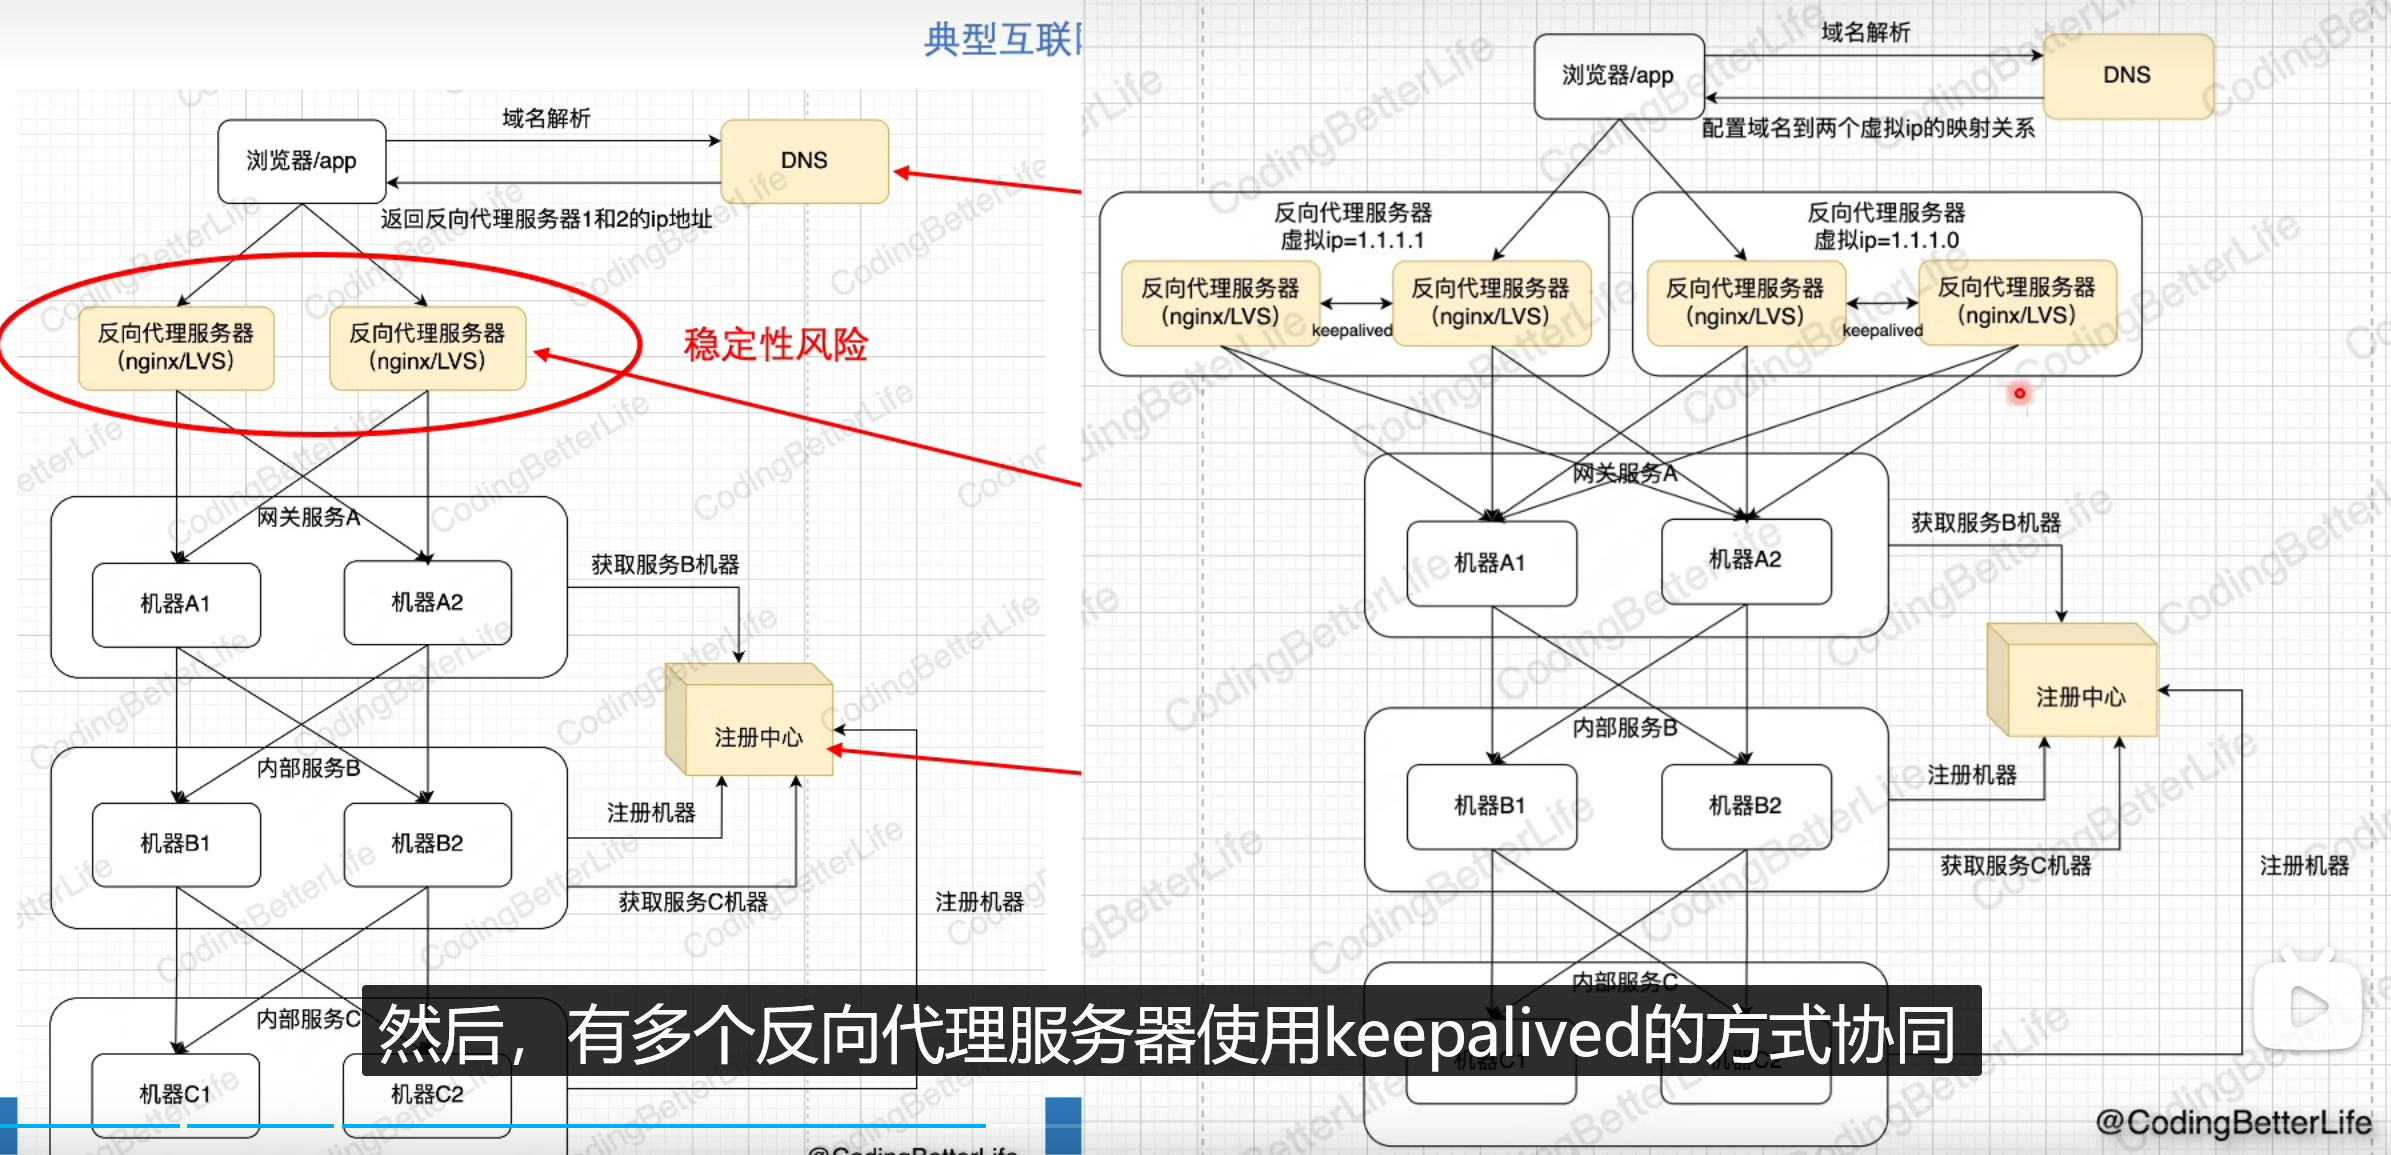 典型互联
浏览器/app
域名解析
DNS
返回反向代理服务器1和2的ip地址
反向代理服务器
（nginx/LVS）
反向代理服务器
（nginx/LVS）
稳定性风险
网关服务A
机器A1
机器A2
获取服务B机器
注册中心
内部服务B
机器B1
机器B2
注册机器
获取服务C机器
注册机器
内部服务C
机器C1
机器C2
@CodingBetterLife
浏览器/app
域名解析
DNS
配置域名到两个虚拟ip的映射关系
反向代理服务器
虚拟ip=1.1.1.1
反向代理服务器
（nginx/LVS）
keepalived
反向代理服务器
（nginx/LVS）
反向代理服务器
虚拟ip=1.1.1.0
反向代理服务器
（nginx/LVS）
keepalived
反向代理服务器
（nginx/LVS）
网关服务A
机器A1
机器A2
获取服务B机器
注册中心
内部服务B
机器B1
机器B2
注册机器
获取服务C机器
注册机器
内部服务C
机器C1
机器C2
然后，有多个反向代理服务器使用keepalived的方式协同
@CodingBetterLife